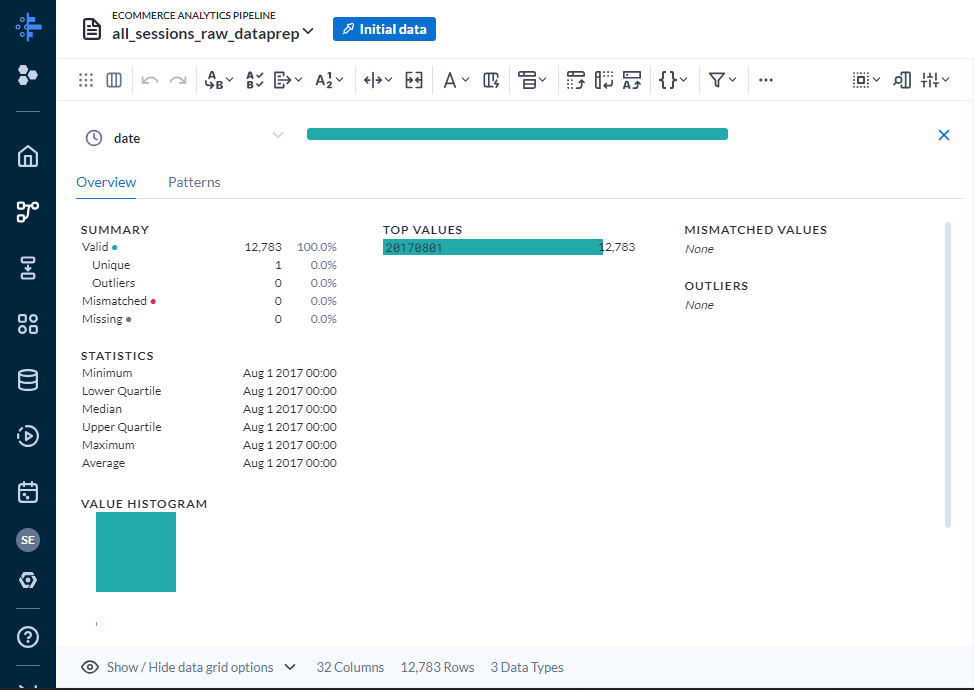 ECOMMERCE ANALYTICS PIPELINE
all_sessions_raw_dataprep
Initial data
date
Overview Patterns
SUMMARY
Valid 12,783 100.0%
Unique 1 0.0%
Outliers 0 0.0%
Mismatched 0 0.0%
Missing 0 0.0%
STATISTICS
Minimum Aug 1 2017 00:00
Lower Quartile Aug 1 2017 00:00
Median Aug 1 2017 00:00
Upper Quartile Aug 1 2017 00:00
Maximum Aug 1 2017 00:00
Average Aug 1 2017 00:00
VALUE HISTOGRAM
TOP VALUES
20170801 12,783
MISMATCHED VALUES
None
OUTLIERS
None
SE
Show / Hide data grid options 32 Columns 12,783 Rows 3 Data Types